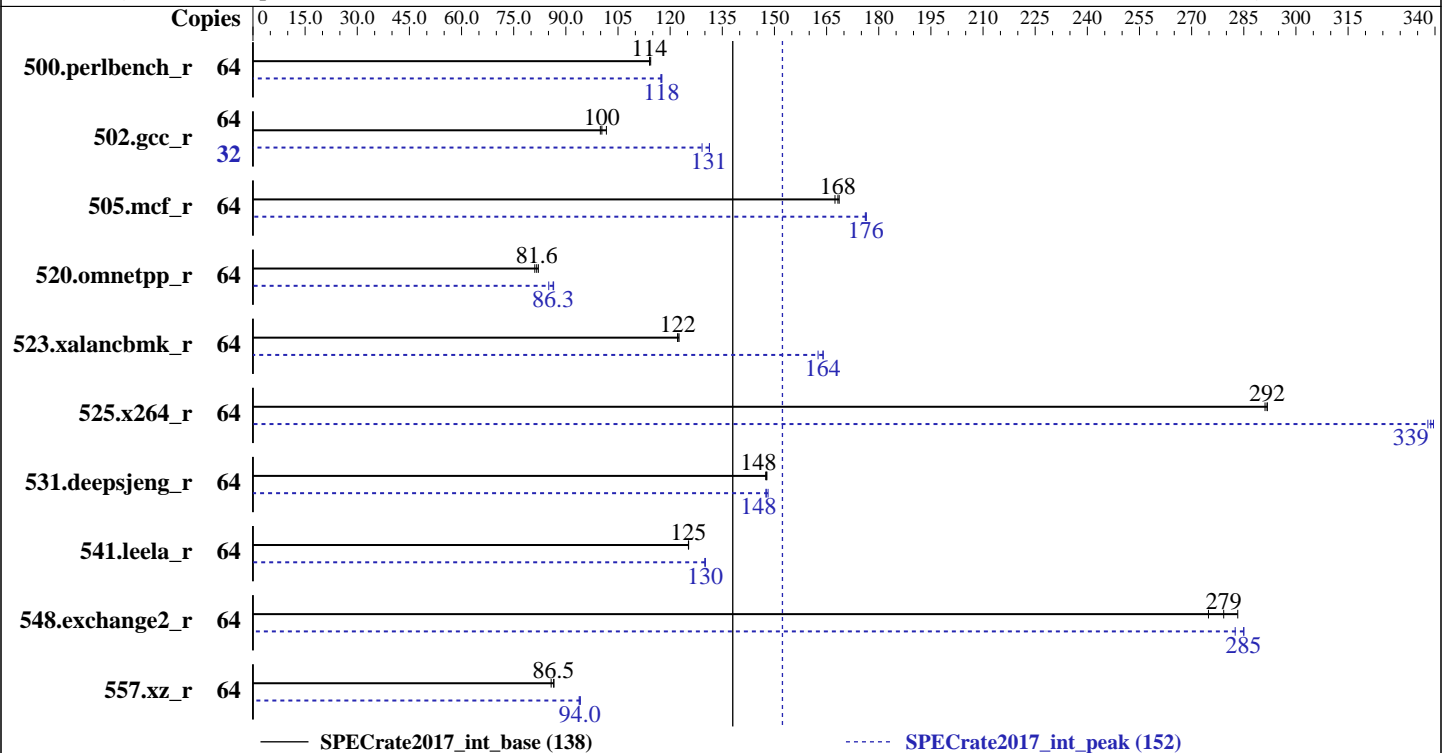 Copies 0 15.0 30.0 45.0 60.0 75.0 90.0 105 120 135 150 165 180 195 210 225 240 255 270 285 300 315 340
114
500.perlbench_r 64
118
64 100
502.gcc_r
32 131
168
505.mcf_r 64
176
81.6
520.omnetpp_r 64
86.3
122
523.xalancbmk_r 64
164
292
525.x264_r 64
339
148
531.deepsjeng_r 64
148
125
541.leela_r 64
130
279
548.exchange2_r 64
285
86.5
557.xz_r 64
94.0
SPECrate2017_int_base (138) SPECrate2017_int_peak (152)